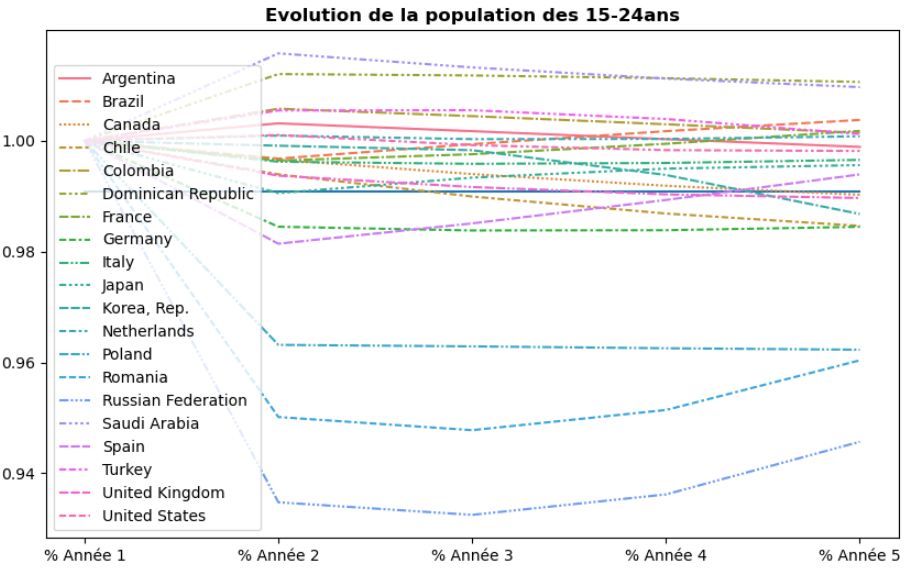 Evolution de la population des 15-24ans
1.00
0.98
0.96
0.94
Argentina
Brazil
Canada
Chile
Colombia
Dominican Republic
France
Germany
Italy
Japan
Korea, Rep.
Netherlands
Poland
Romania
Russian Federation
Saudi Arabia
Spain
Turkey
United Kingdom
United States
% Année 1
% Année 2
% Année 3
% Année 4
% Année 5